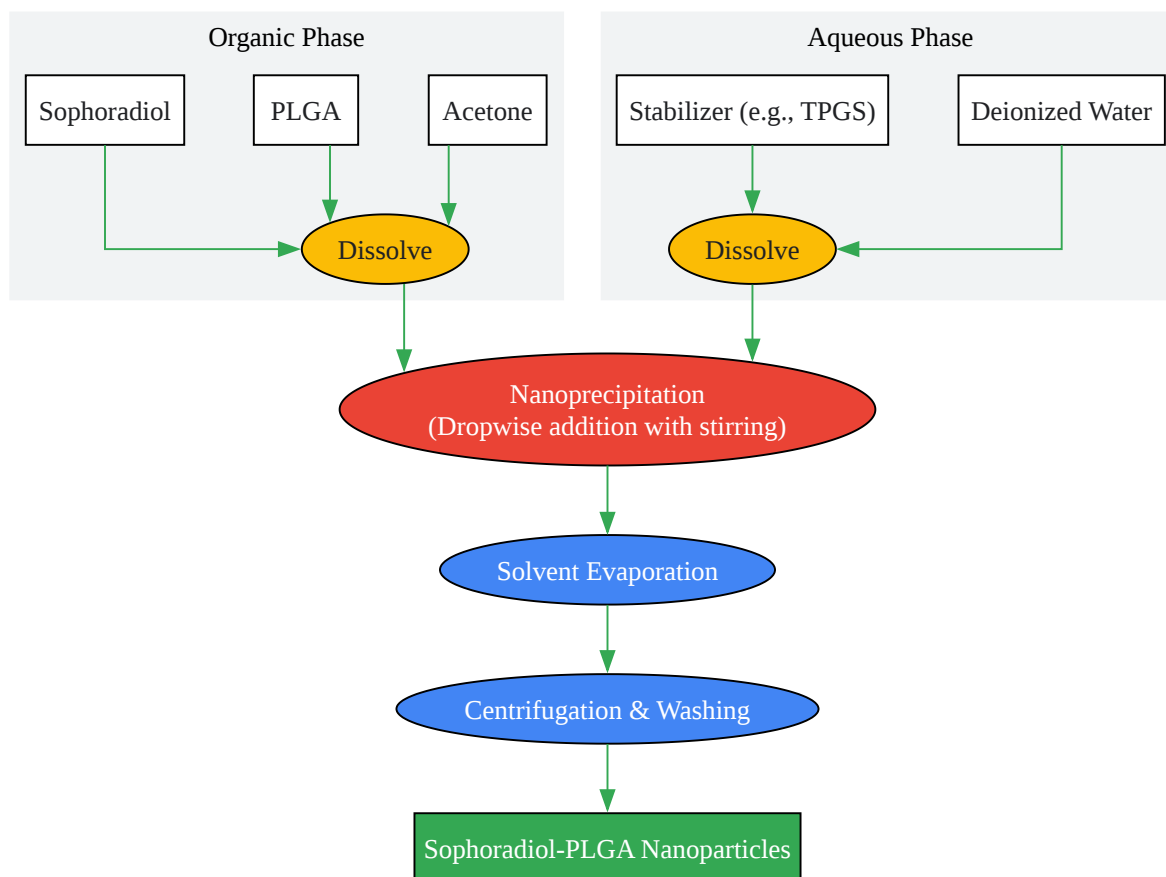 Organic Phase
Aqueous Phase
Sophoradiol
PLGA
Acetone
Stabilizer (e.g., TPGS)
Deionized Water
Dissolve
Dissolve
Nanoprecipitation
(Dropwise addition with stirring)
Solvent Evaporation
Centrifugation & Washing
Sophoradiol-PLGA Nanoparticles